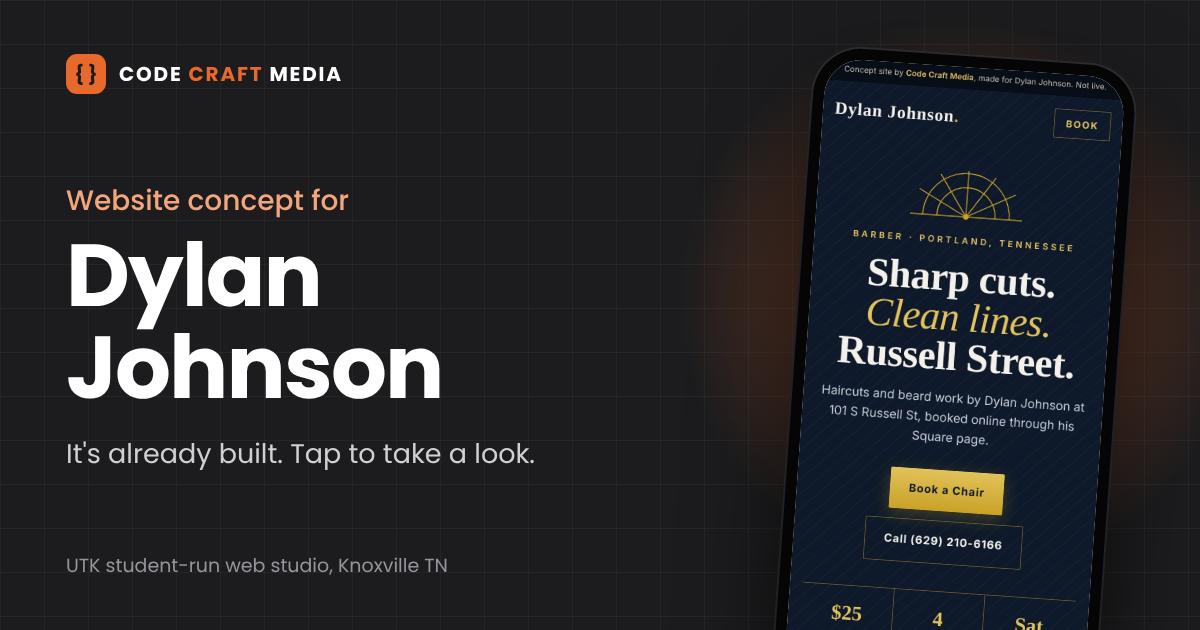 { } CODE CRAFT MEDIA
Website concept for
Dylan
Johnson
It's already built. Tap to take a look.
UTK student-run web studio, Knoxville TN
Concept site by Code Craft Media, made for Dylan Johnson. Not live.
Dylan Johnson.
BOOK
BARBER · PORTLAND, TENNESSEE
Sharp cuts.
Clean lines.
Russell Street.
Haircuts and beard work by Dylan Johnson at
101 S Russell St, booked online through his
Square page.
Book a Chair
Call (629) 210-6166
$25 4 Sat